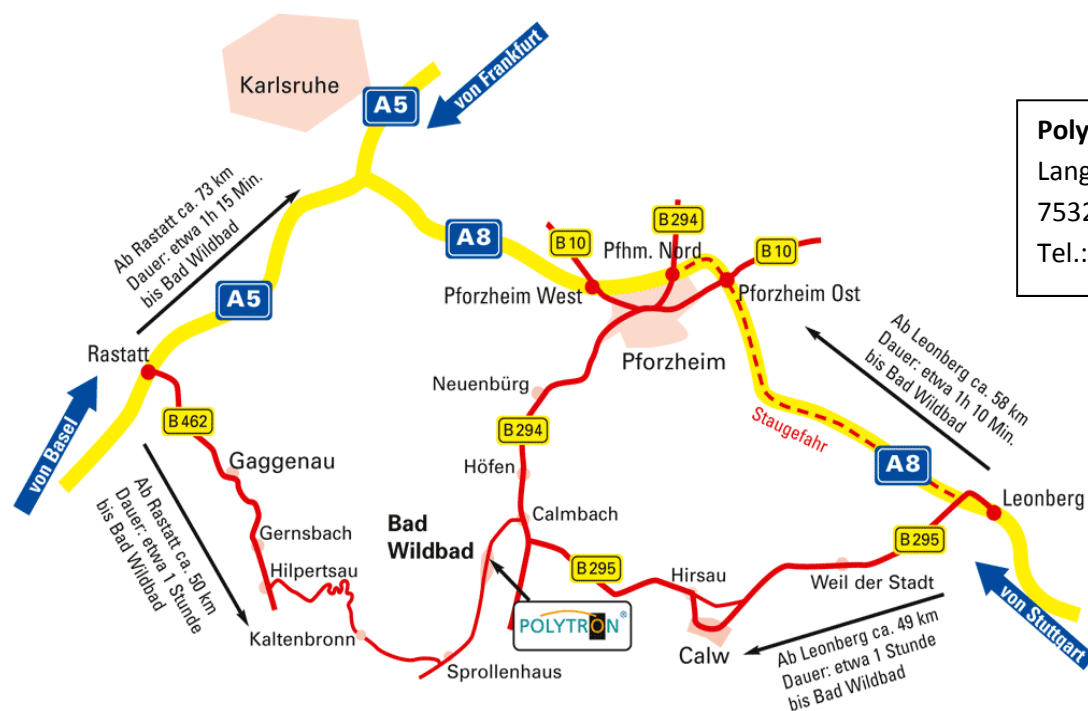 Karlsruhe
A5
von Frankfurt
Ab Rastatt ca. 73 km
Dauer: etwa 1h 15 Min.
bis Bad Wildbad
A8
B 10
B 294
Pfhm. Nord
B 10
Pforzheim West
Pforzheim Ost
A5
Pforzheim
Rastatt
Neuenbürg
Ab Leonberg ca. 58 km
Dauer: etwa 1h 10 Min.
bis Bad Wildbad
Staugefahr
B 462
B 294
von Basel
Gaggenau
Höfen
A8
Leonberg
Ab Rastatt ca. 50 km
Dauer: etwa 1 Stunde
bis Bad Wildbad
Gernsbach
Bad
Wildbad
Calmbach
B 295
Hilpertsau
B 295
Hirsau
Weil der Stadt
von Stuttgart
Kaltenbronn
POLYTRON®
Calw
Sprollenhaus
Ab Leonberg ca. 49 km
Dauer: etwa 1 Stunde
bis Bad Wildbad
Poly
Lang
7532
Tel.: